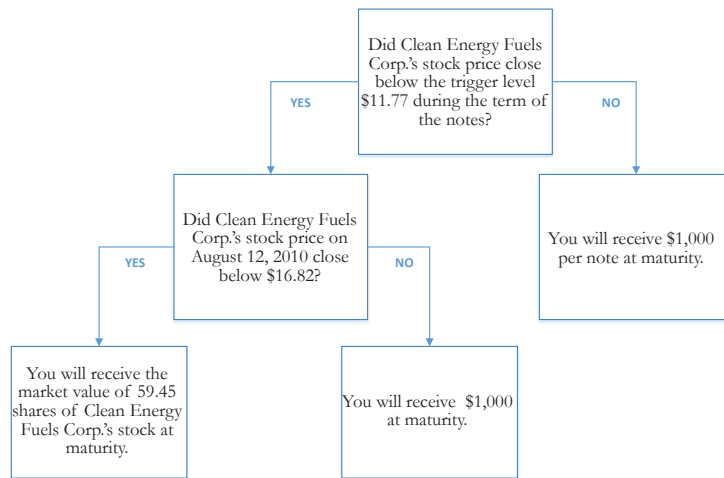 Did Clean Energy Fuels
Corp.'s stock price close
below the trigger level
$11.77 during the term of
the notes?
YES
NO
Did Clean Energy Fuels
Corp.'s stock price on
August 12, 2010 close
below $16.82?
You will receive $1,000
per note at maturity.
YES
NO
You will receive the
market value of 59.45
shares of Clean Energy
Fuels Corp.'s stock at
maturity.
You will receive $1,000
at maturity.